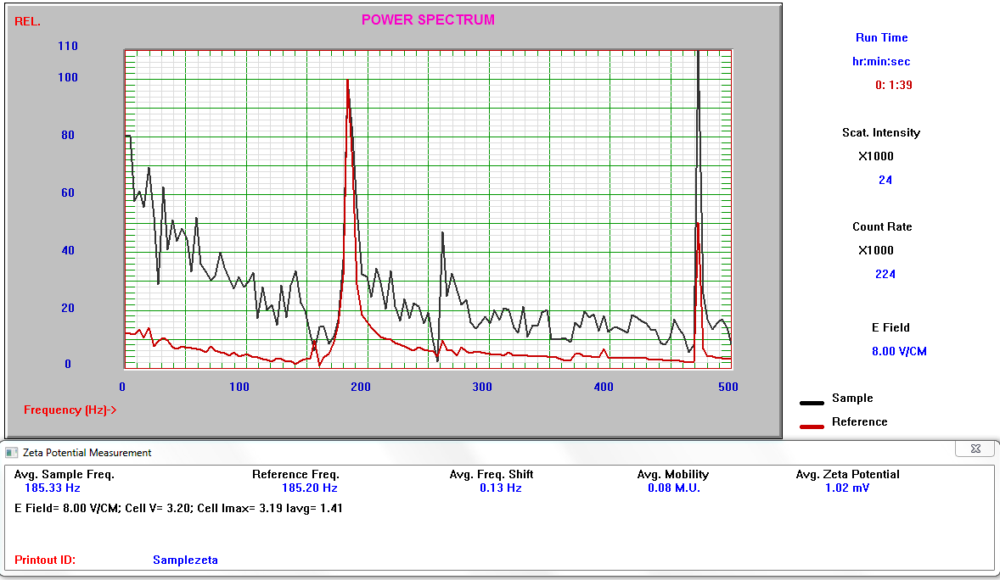 REL.
POWER SPECTRUM
110
100
80
60
40
20
0
0 100 200 300 400 500
Frequency (Hz)->
Run Time
hr:min:sec
0: 1:39
Scat. Intensity
X1000
24
Count Rate
X1000
224
E Field
8.00 V/CM
Sample
Reference
Zeta Potential Measurement
Avg. Sample Freq. Reference Freq. Avg. Freq. Shift Avg. Mobility Avg. Zeta Potential
185.33 Hz 185.20 Hz 0.13 Hz 0.08 M.U. 1.02 mV
E Field= 8.00 V/CM; Cell V= 3.20; Cell Imax= 3.19 Iavg= 1.41
Printout ID: Samplezeta